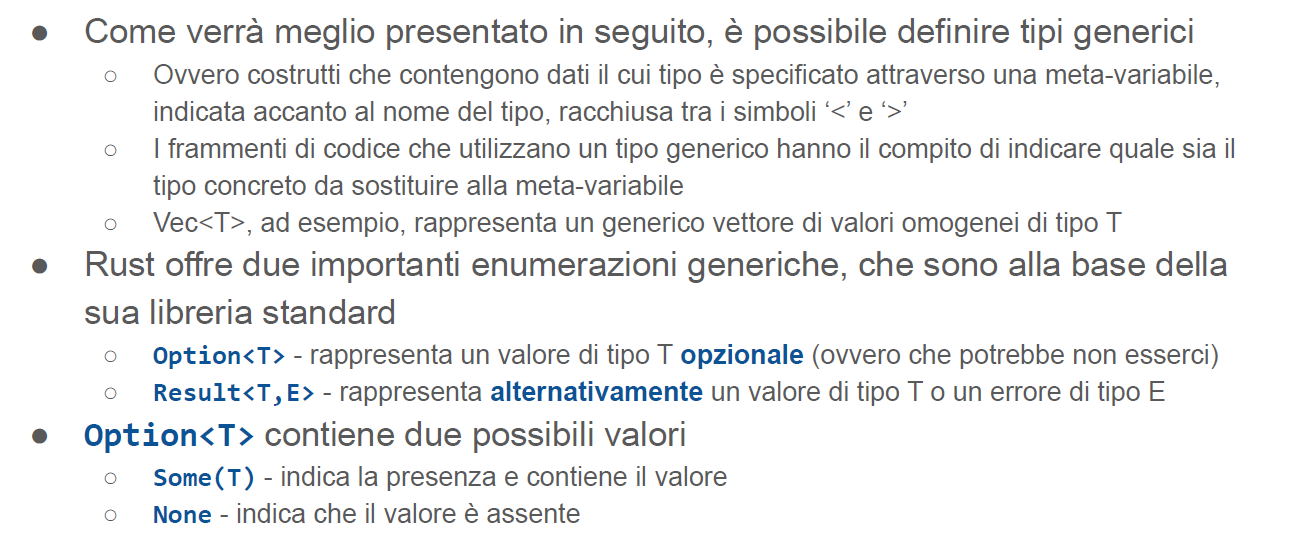 ● Come verrà meglio presentato in seguito, è possibile definire tipi generici
○ Ovvero costrutti che contengono dati il cui tipo è specificato attraverso una meta-variabile,
indicata accanto al nome del tipo, racchiusa tra i simboli ‘<’ e ‘>’
○ I frammenti di codice che utilizzano un tipo generico hanno il compito di indicare quale sia il
tipo concreto da sostituire alla meta-variabile
○ Vec<T>, ad esempio, rappresenta un generico vettore di valori omogenei di tipo T
● Rust offre due importanti enumerazioni generiche, che sono alla base della
sua libreria standard
○ Option<T> - rappresenta un valore di tipo T opzionale (ovvero che potrebbe non esserci)
○ Result<T,E> - rappresenta alternativamente un valore di tipo T o un errore di tipo E
● Option<T> contiene due possibili valori
○ Some(T) - indica la presenza e contiene il valore
○ None - indica che il valore è assente